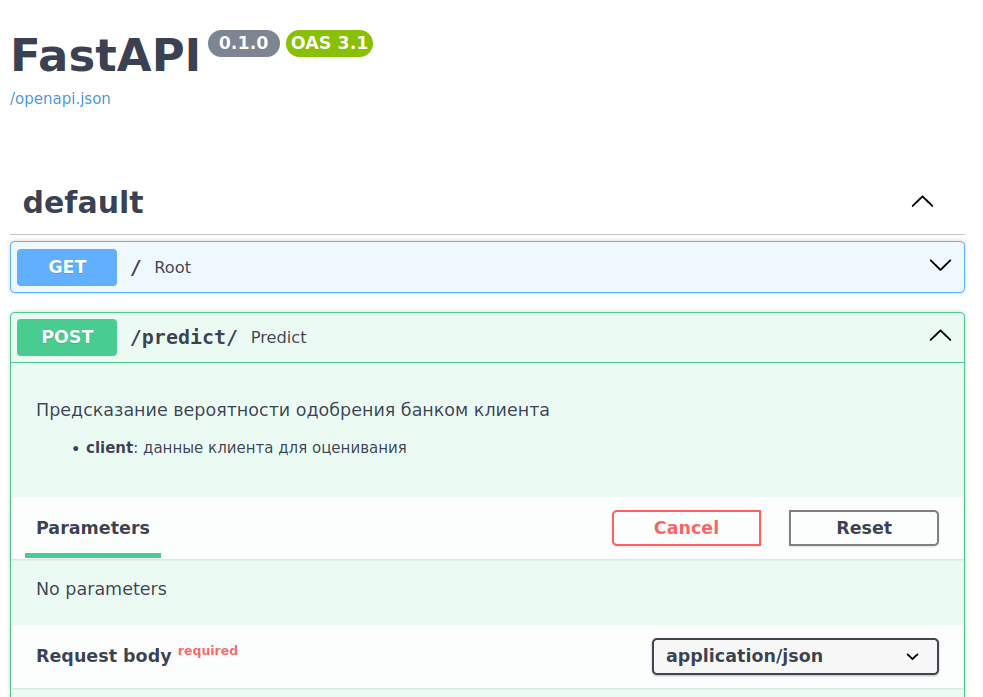 FastAPI 0.1.0 OAS 3.1
/openapi.json
default
GET / Root
POST /predict/ Predict
Предсказание вероятности одобрения банком клиента
• client: данные клиента для оценивания
Parameters Cancel Reset
No parameters
Request body required application/json